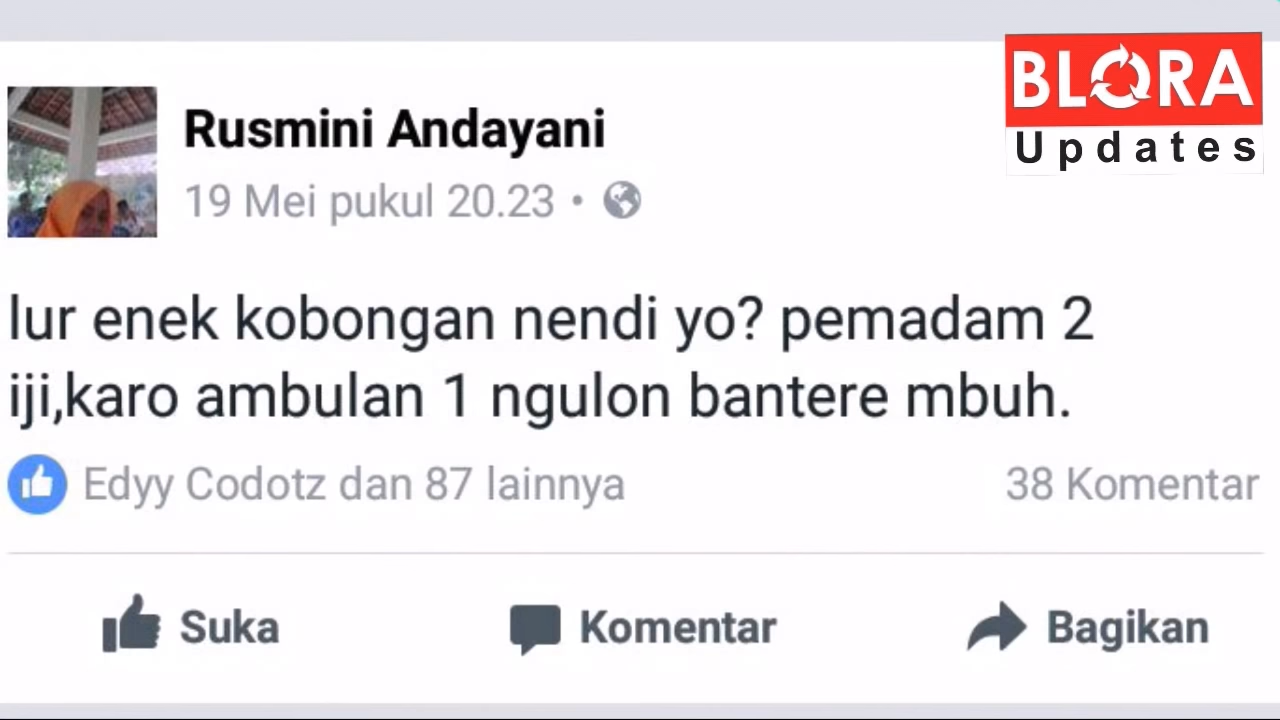 BLORA
Updates
Rusmini Andayani
19 Mei pukul 20.23 •
lur enek kobongan nendi yo? pemadam 2
iji,karo ambulan 1 ngulon bantere mbuh.
Edyy Codotz dan 87 lainnya
38 Komentar
Suka
Komentar
Bagikan